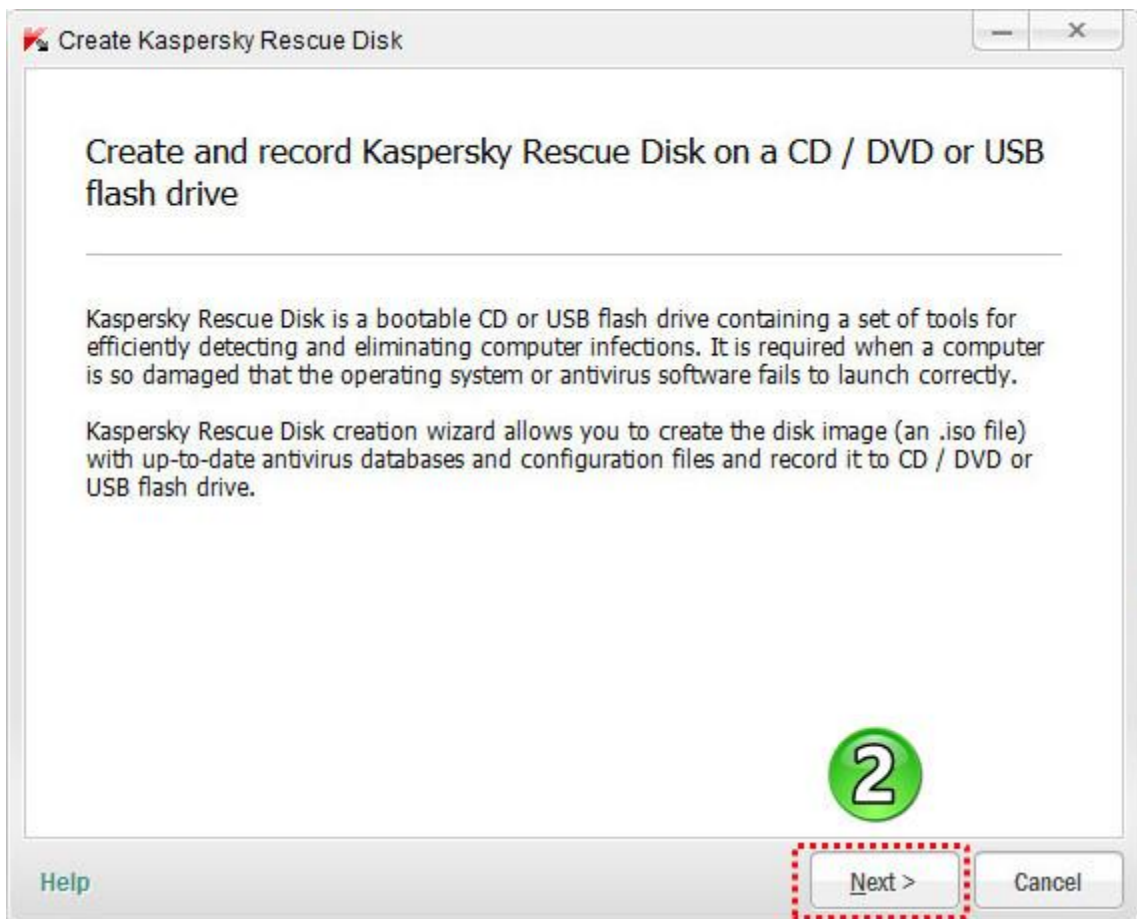 Create Kaspersky Rescue Disk
Create and record Kaspersky Rescue Disk on a CD / DVD or USB
flash drive
Kaspersky Rescue Disk is a bootable CD or USB flash drive containing a set of tools for
efficiently detecting and eliminating computer infections. It is required when a computer
is so damaged that the operating system or antivirus software fails to launch correctly.
Kaspersky Rescue Disk creation wizard allows you to create the disk image (an .iso file)
with up-to-date antivirus databases and configuration files and record it to CD / DVD or
USB flash drive.
2
Help
Next >
Cancel